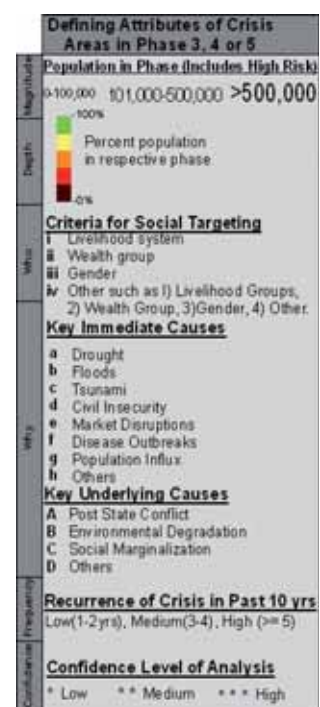 Defining Attributes of Crisis
Areas in Phase 3, 4 or 5
Magnitude
Population in Phase (Includes High Risk)
0-100,000 101,000-500,000 >500,000
Depth
100%
Percent population
in respective phase
0%
Who
Criteria for Social Targeting
i Livelihood system
ii Wealth group
iii Gender
iv Other such as I) Livelihood Groups,
2) Wealth Group, 3)Gender, 4) Other.
Why
Key Immediate Causes
a Drought
b Floods
c Tsunami
d Civil Insecurity
e Market Disruptions
f Disease Outbreaks
g Population Influx
h Others
Key Underlying Causes
A Post State Conflict
B Environmental Degradation
C Social Marginalization
D Others
Frequency
Recurrence of Crisis in Past 10 yrs
Low(1-2yrs), Medium(3-4), High (>= 5)
Confidence
Confidence Level of Analysis
* Low ** Medium *** High